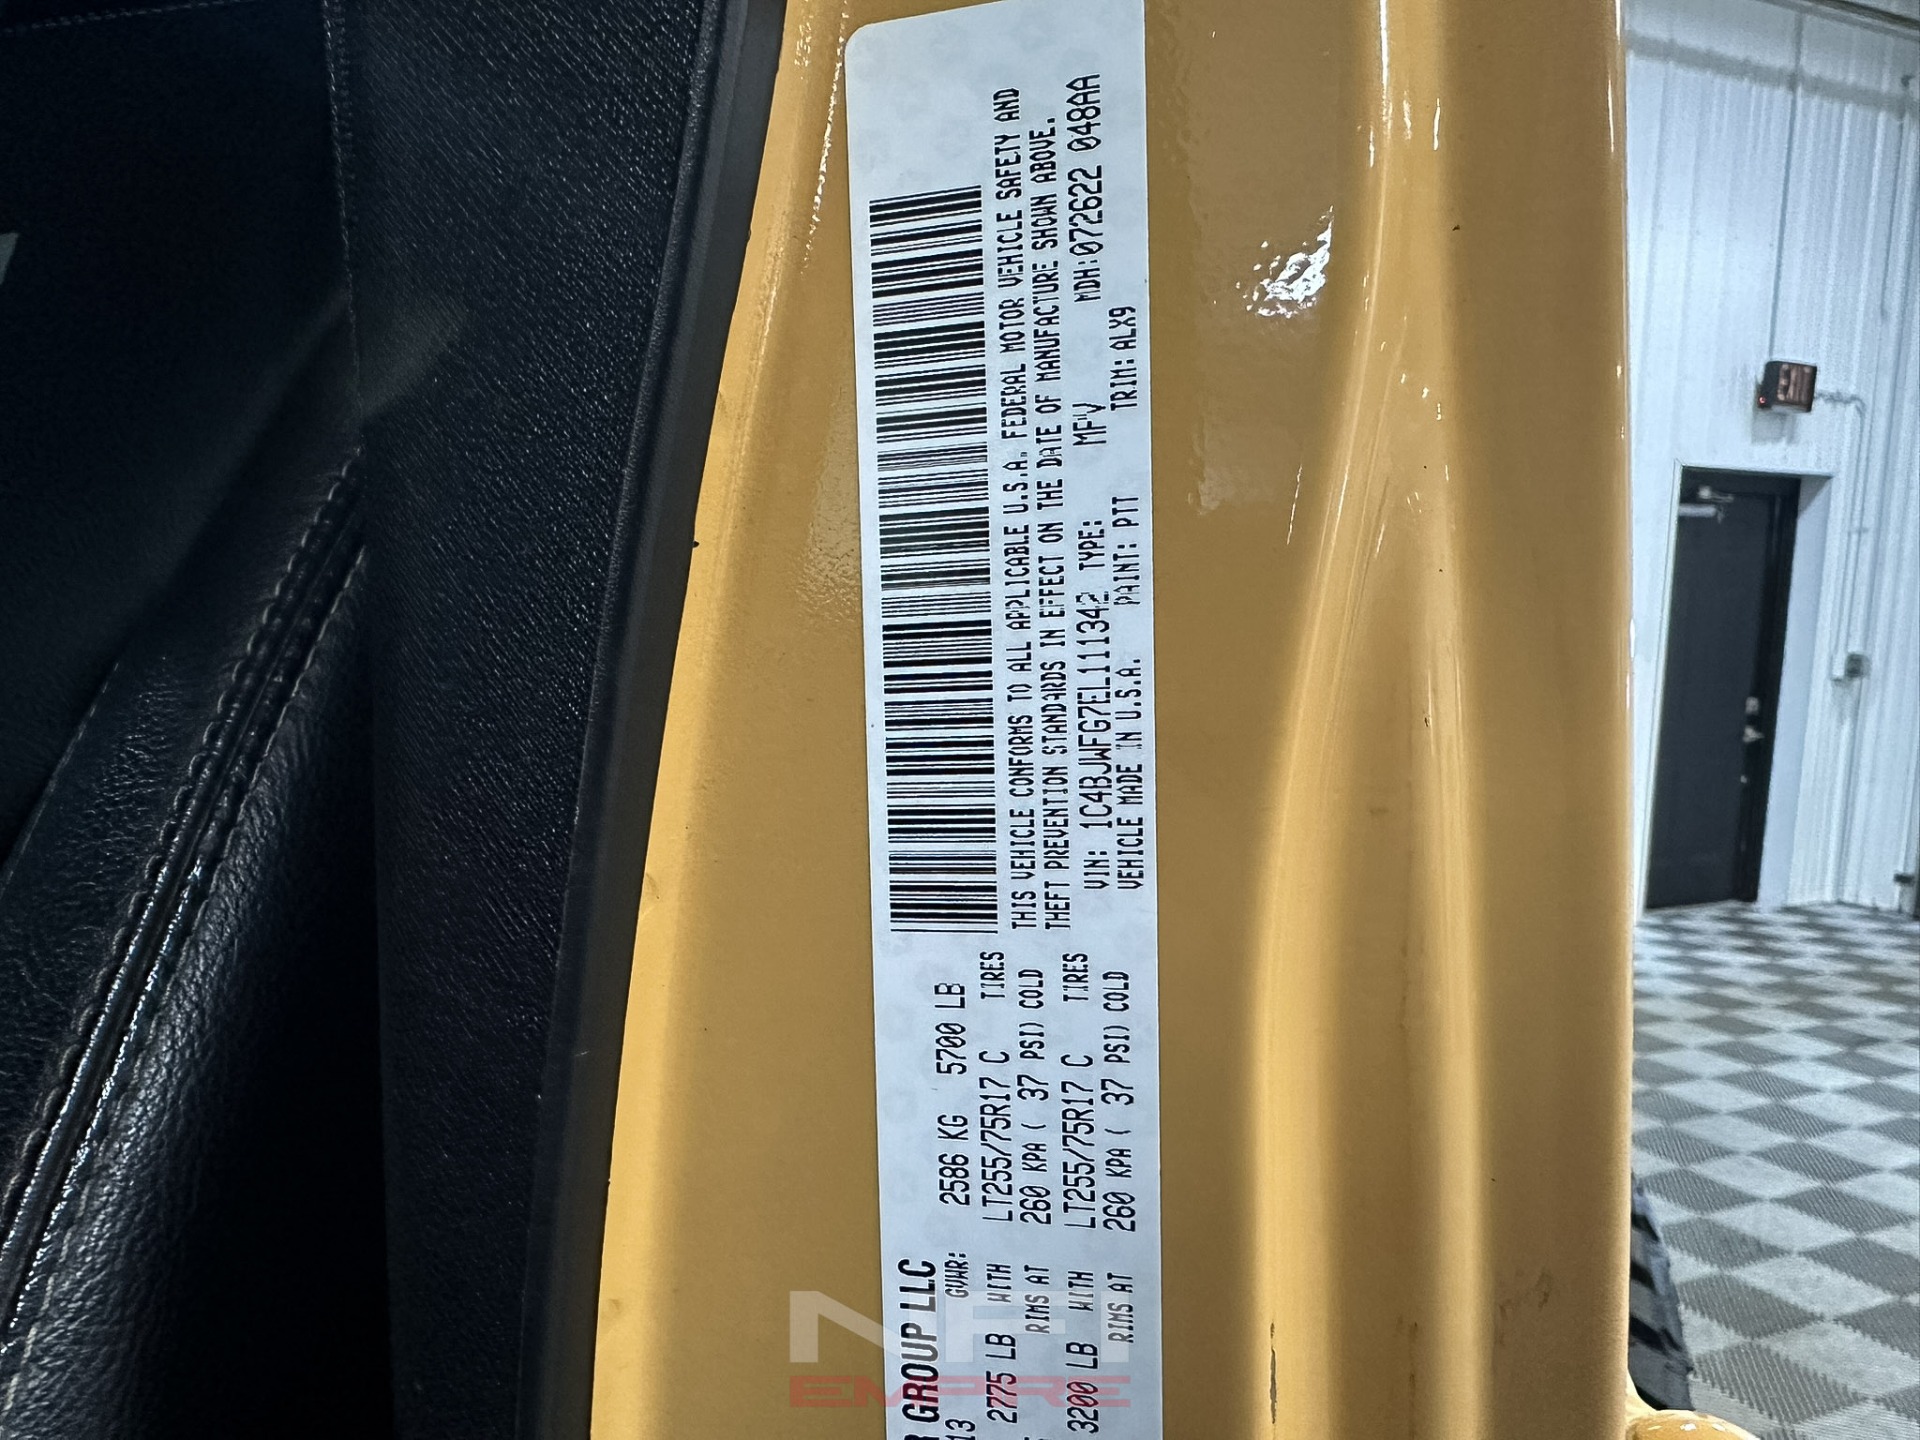 R GROUP LLC
13 GVWR: 2586 KG 5700 LB
2775 LB WITH LT255/75R17 C TIRES
RIMS AT 260 KPA ( 37 PSI) COLD
3200 LB WITH LT255/75R17 C TIRES
RIMS AT 260 KPA ( 37 PSI) COLD
THIS VEHICLE CONFORMS TO ALL APPLICABLE U.S.A. FEDERAL MOTOR VEHICLE SAFETY AND
THEFT PREVENTION STANDARDS IN EFFECT ON THE DATE OF MANUFACTURE SHOWN ABOVE.
VIN: 1C4BJWFG7EL111342 TYPE: MPV MDH:072622 048AA
VEHICLE MADE IN U.S.A. PAINT: PTT TRIM: ALX9
NFI
EMPIRE